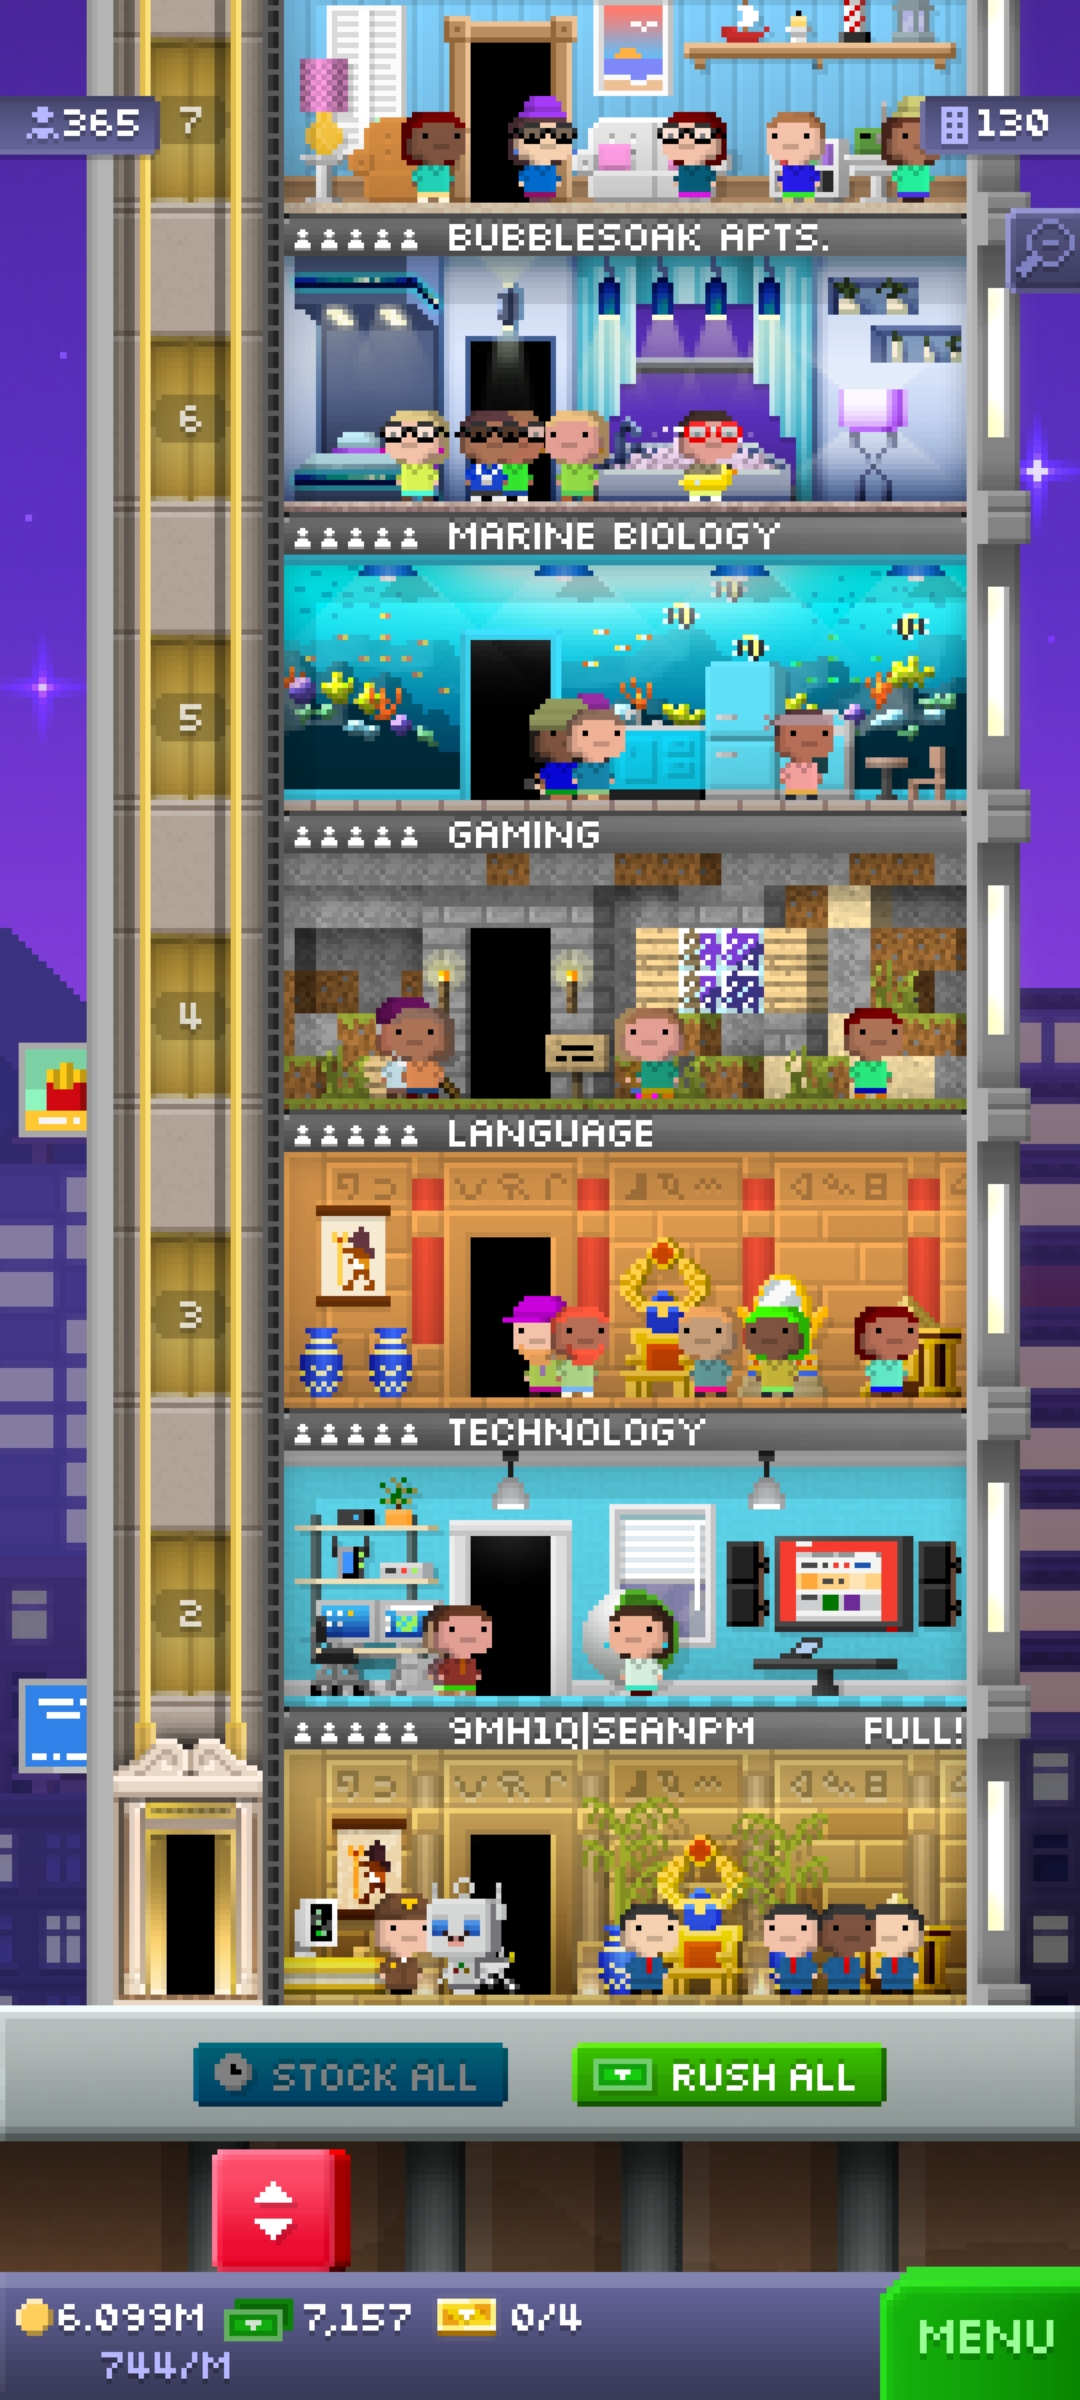 7
365
130
BUBBLESOAK APTS.
6
MARINE BIOLOGY
5
GAMING
4
LANGUAGE
3
TECHNOLOGY
2
9MH1Q|SEANPM FULL!
STOCK ALL
RUSH ALL
6.099M 7,157 0/4
744/M
MENU